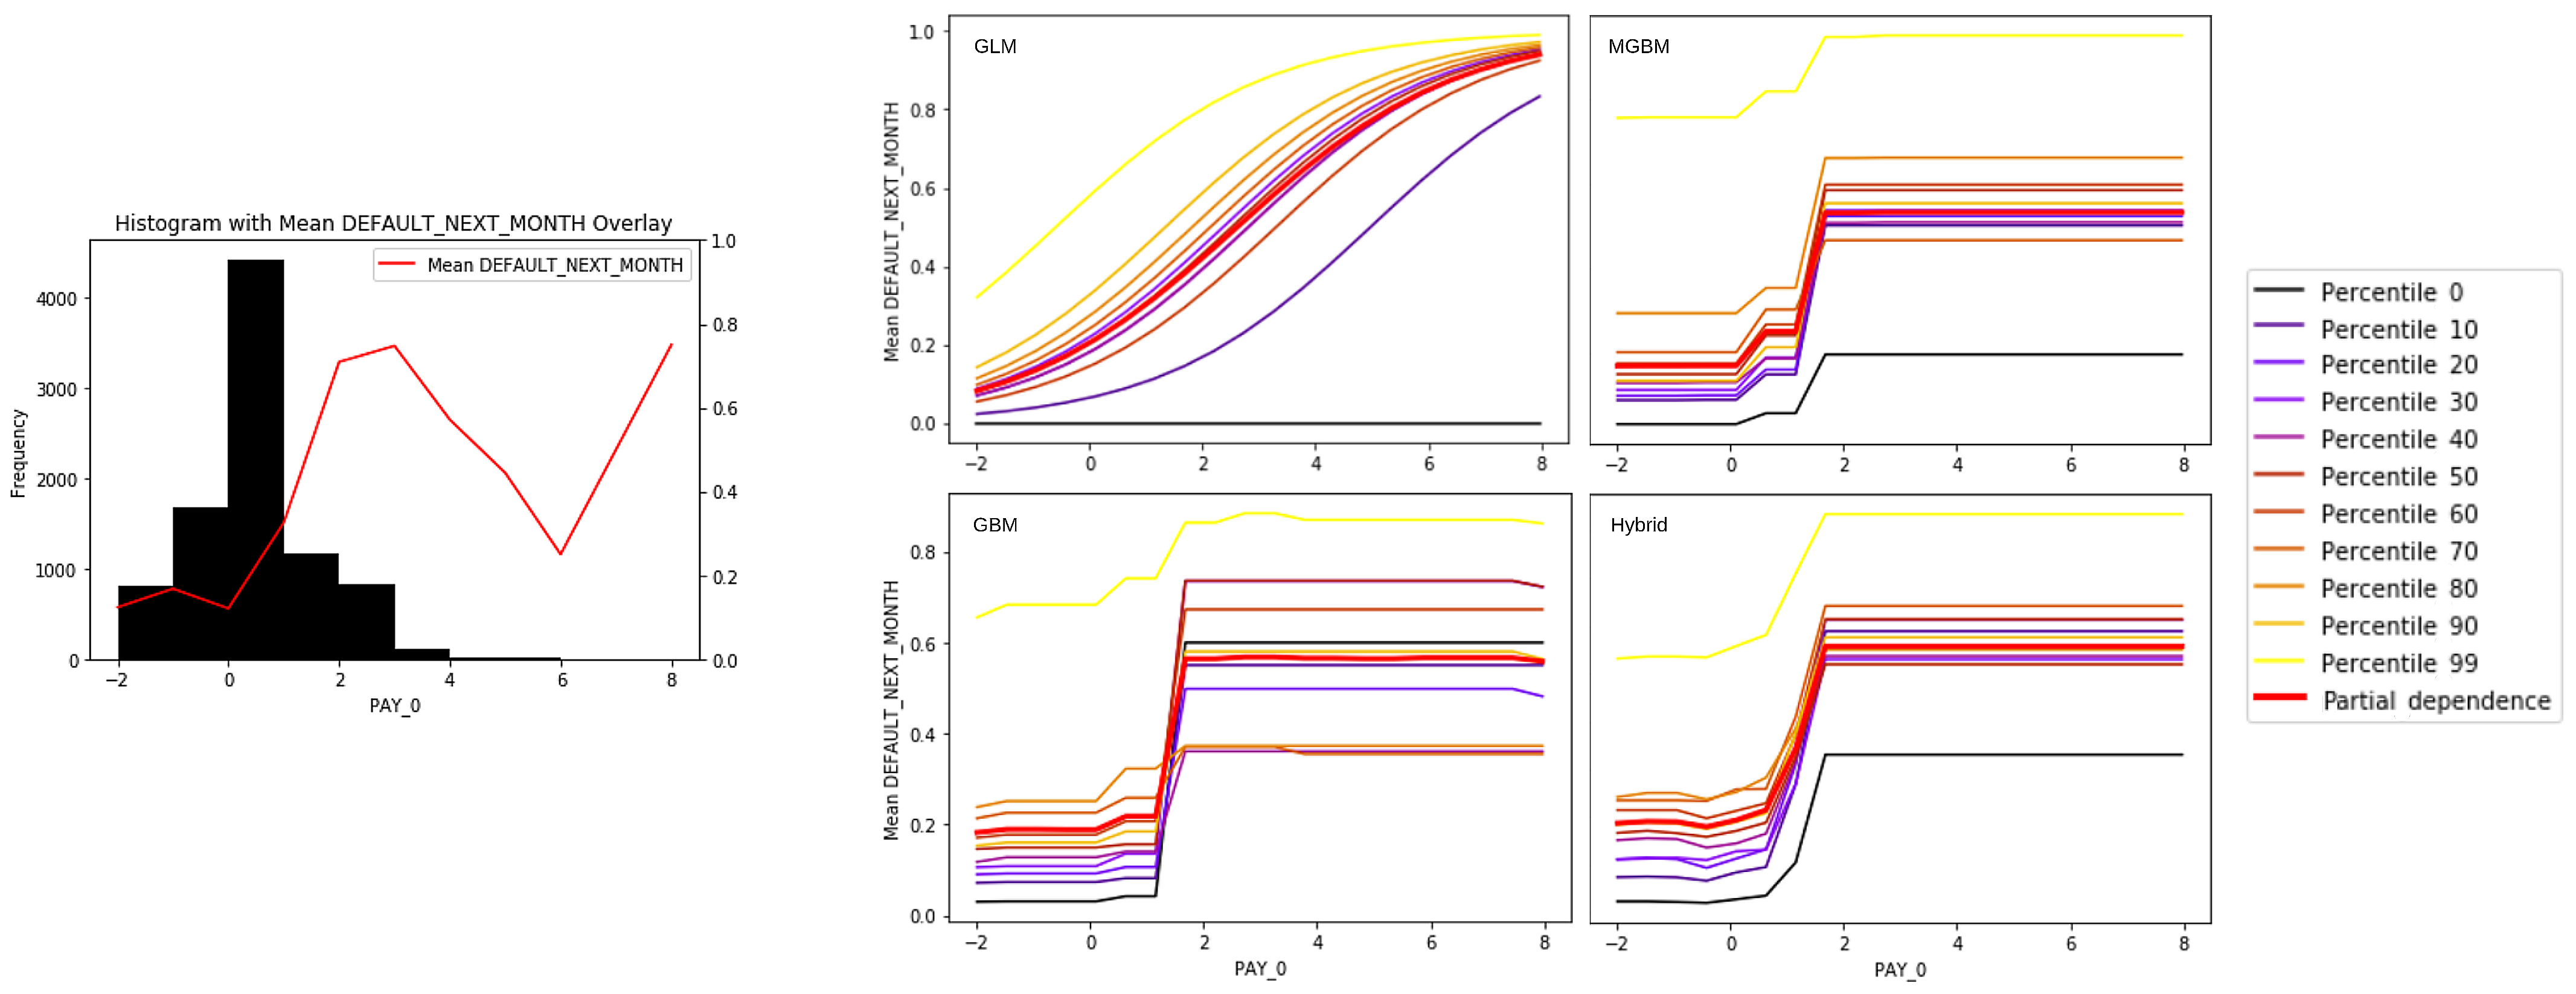 Histogram with Mean DEFAULT_NEXT_MONTH Overlay
Mean DEFAULT_NEXT_MONTH
Frequency
4000
3000
2000
1000
0
1.0
0.8
0.6
0.4
0.2
0.0
−2
0
2
4
6
8
PAY_0
GLM
Mean DEFAULT_NEXT_MONTH
1.0
0.8
0.6
0.4
0.2
0.0
−2
0
2
4
6
8
MGBM
−2
0
2
4
6
8
GBM
Mean DEFAULT_NEXT_MONTH
0.8
0.6
0.4
0.2
0.0
−2
0
2
4
6
8
PAY_0
Hybrid
−2
0
2
4
6
8
PAY_0
Percentile 0
Percentile 10
Percentile 20
Percentile 30
Percentile 40
Percentile 50
Percentile 60
Percentile 70
Percentile 80
Percentile 90
Percentile 99
Partial dependence